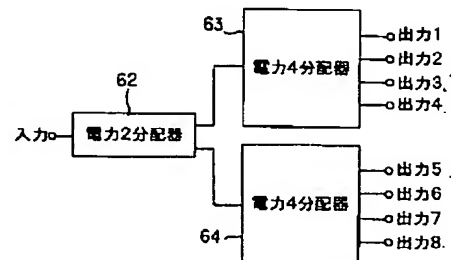 63
電力4分配器
出力1
出力2
出力3
出力4
62
入力
電力2分配器
電力4分配器
64
出力5
出力6
出力7
出力8